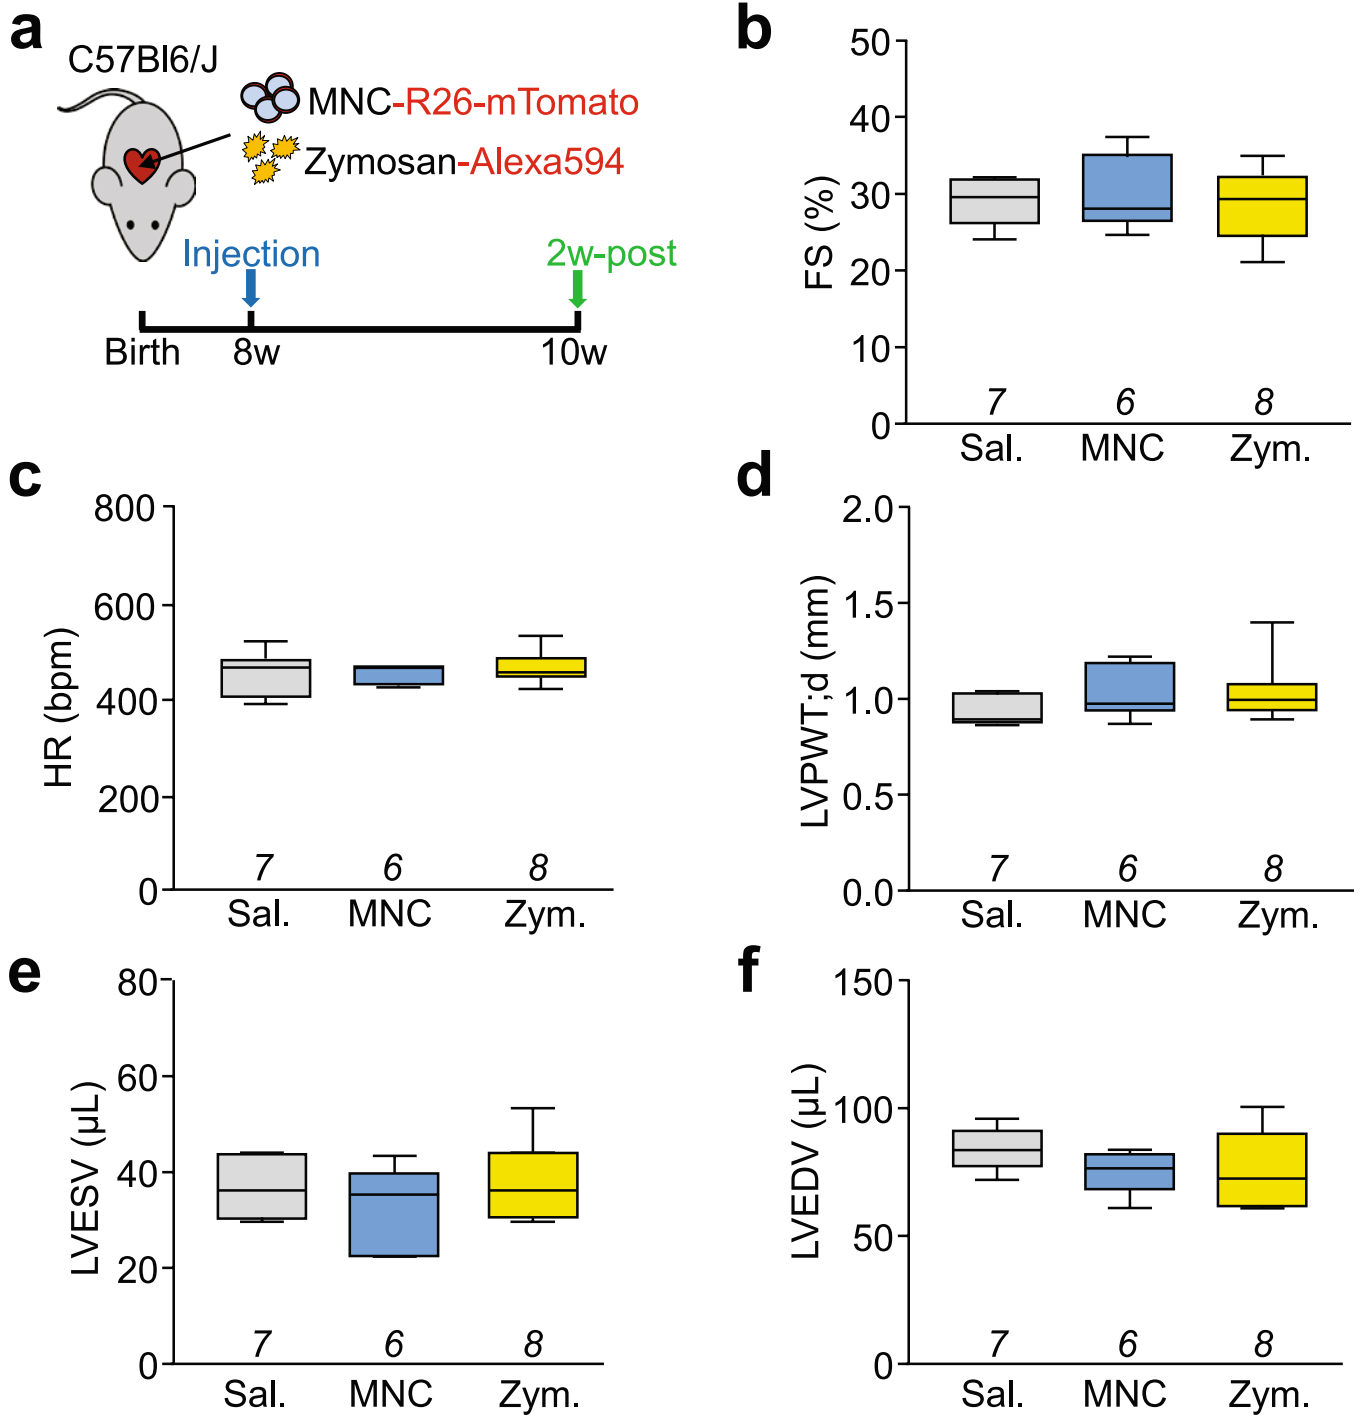 a
C57Bl6/J
MNC-R26-mTomato
Zymosan-Alexa594
Injection
2w-post
Birth
8w
10w
b
FS (%)
50
40
30
20
10
0
7
6
8
Sal.
MNC
Zym.
c
HR (bpm)
800
600
400
200
0
7
6
8
Sal.
MNC
Zym.
d
LVPWT;d (mm)
2.0
1.5
1.0
0.5
0.0
7
6
8
Sal.
MNC
Zym.
e
LVESV (µL)
80
60
40
20
0
7
6
8
Sal.
MNC
Zym.
f
LVEDV (µL)
150
100
50
0
7
6
8
Sal.
MNC
Zym.